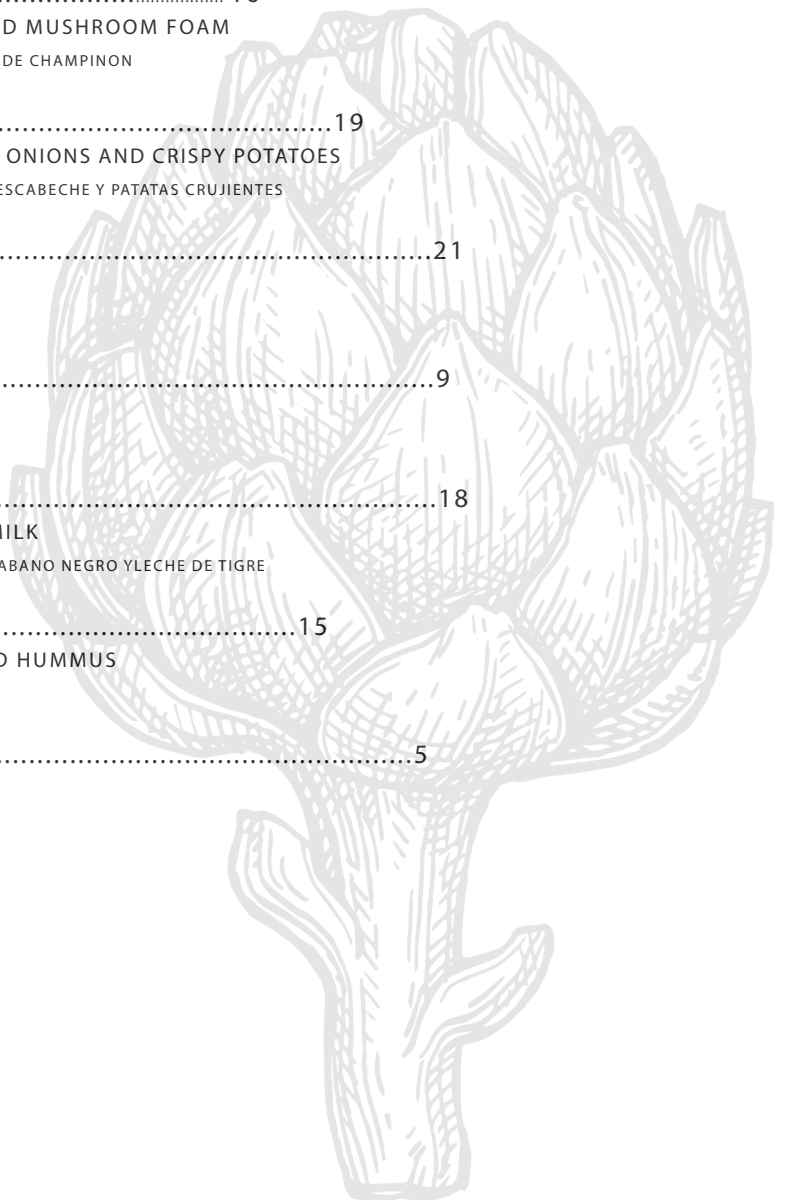 D MUSHROOM FOAM
DE CHAMPINON
....................................19
ONIONS AND CRISPY POTATOES
ESCABECHE Y PATATAS CRUJIENTES
...............................................21
................................................9
................................................18
MILK
ABANO NEGRO YLECHE DE TIGRE
.................................15
D HUMMUS
..............................................5